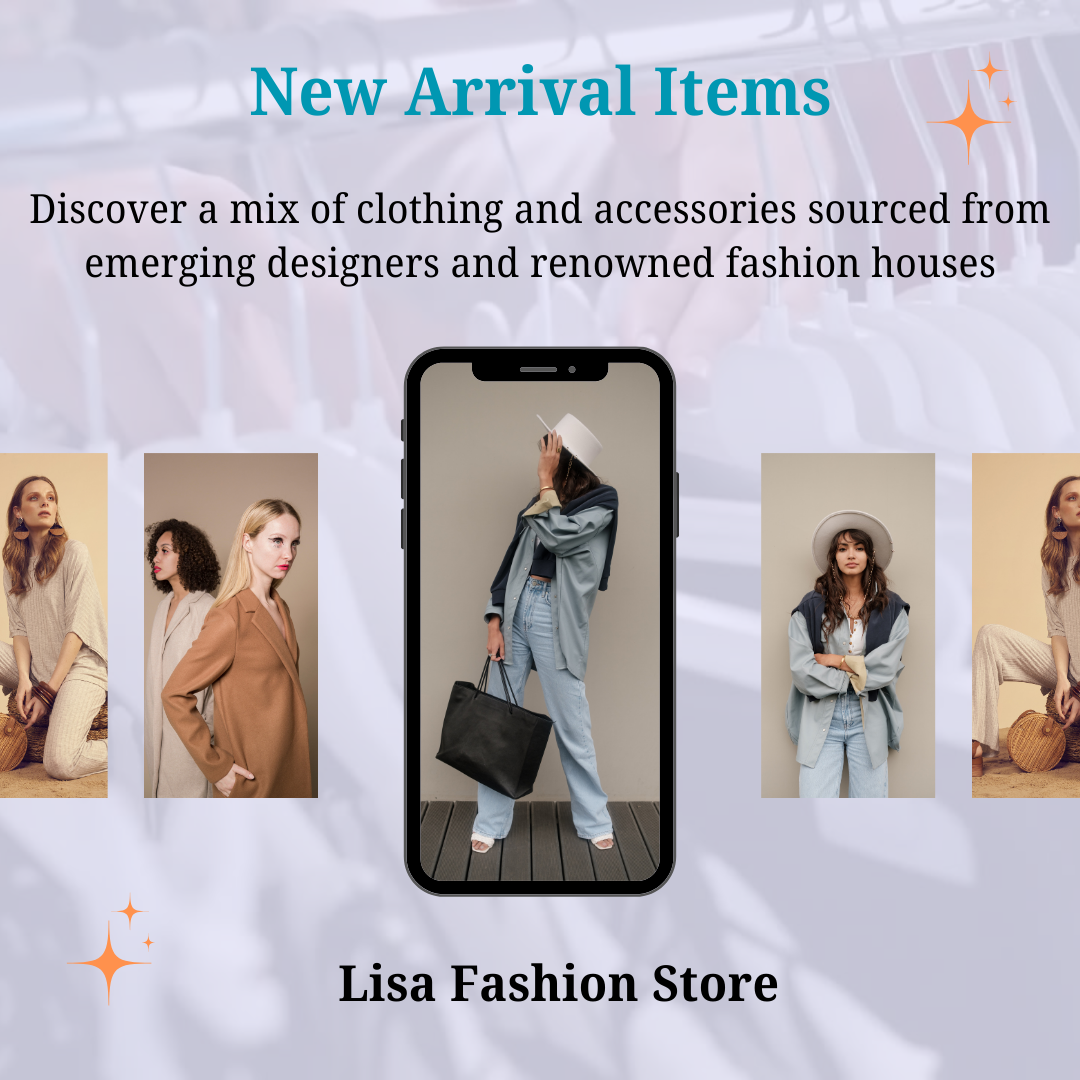 New Arrival Items
Discover a mix of clothing and accessories sourced from
emerging designers and renowned fashion houses
Lisa Fashion Store